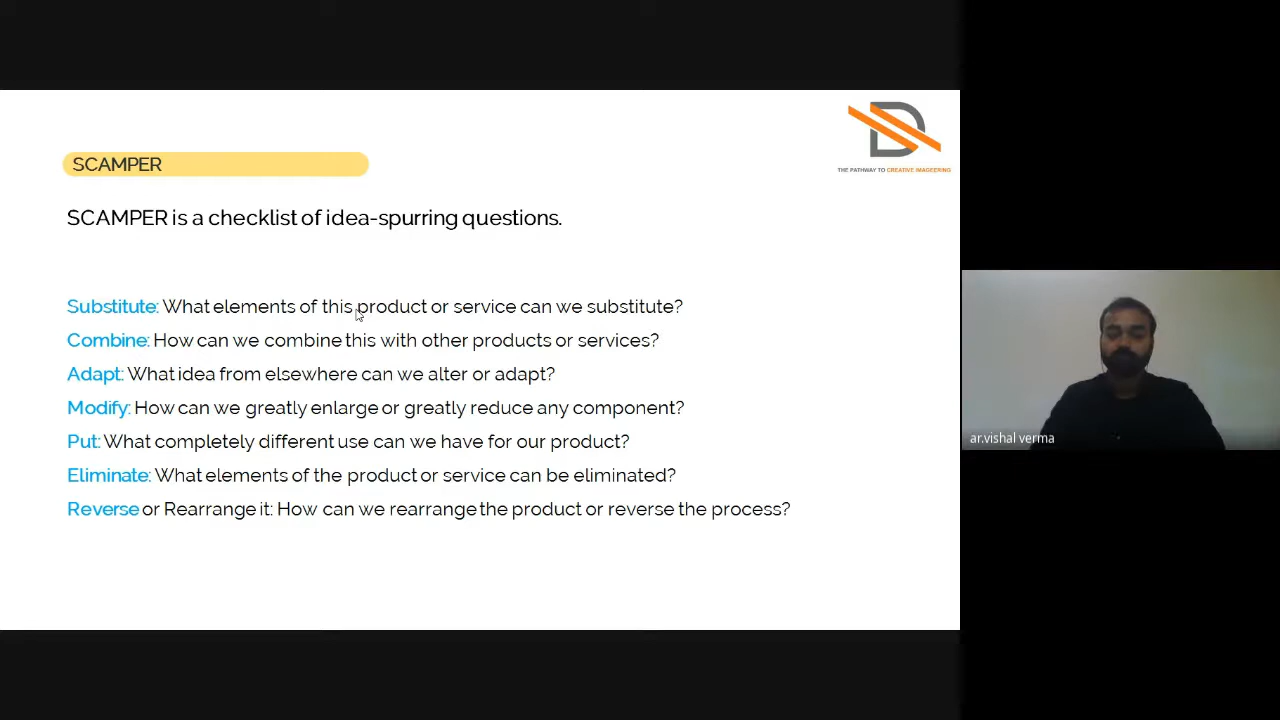 SCAMPER
THE PATHWAY TO CREATIVE IMAGEERING
SCAMPER is a checklist of idea-spurring questions.
Substitute: What elements of this product or service can we substitute?
Combine: How can we combine this with other products or services?
Adapt: What idea from elsewhere can we alter or adapt?
Modify: How can we greatly enlarge or greatly reduce any component?
Put: What completely different use can we have for our product?
Eliminate: What elements of the product or service can be eliminated?
Reverse or Rearrange it: How can we rearrange the product or reverse the process?
ar.vishal verma